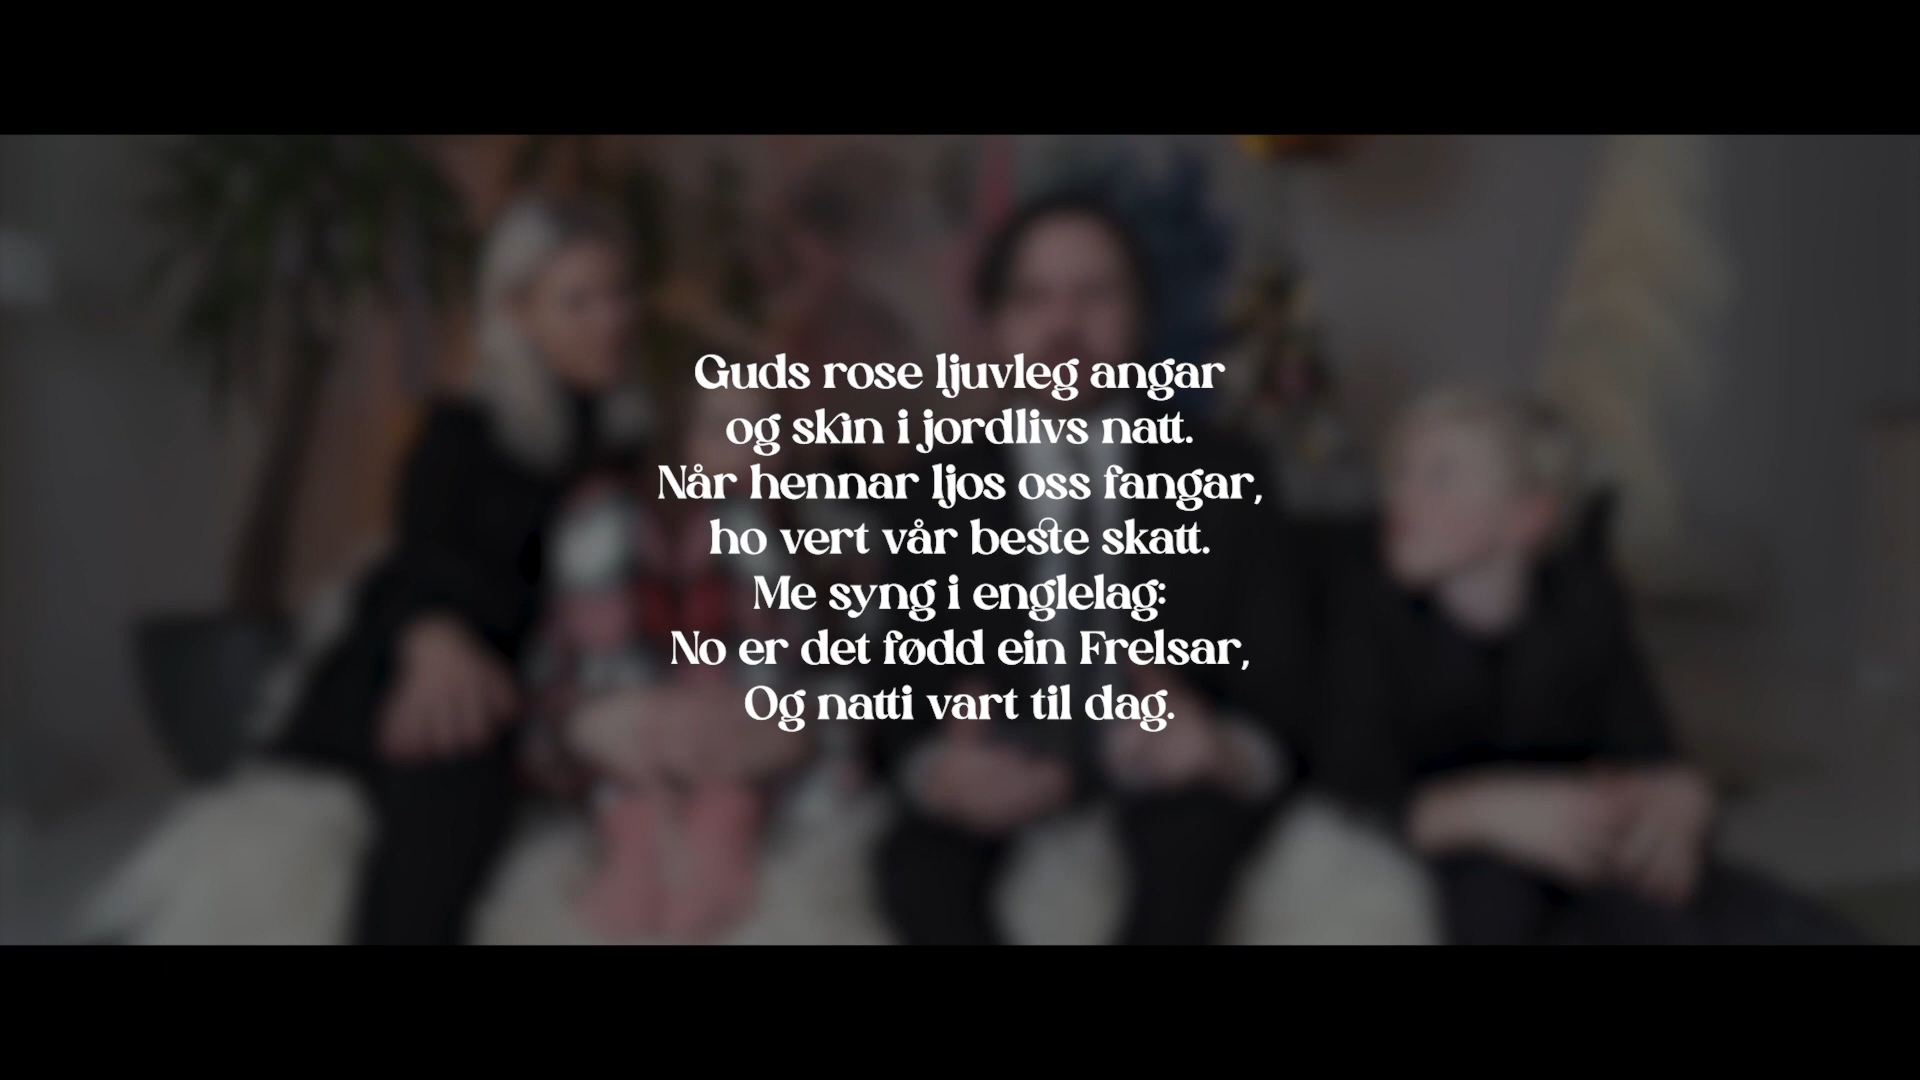 Guds rose ljuvleg angar
og skin i jordlivs natt.
Når hennar ljos oss fangar,
ho vert vår beste skatt.
Me syng i englelag:
No er det fødd ein Frelsar,
Og natti vart til dag.